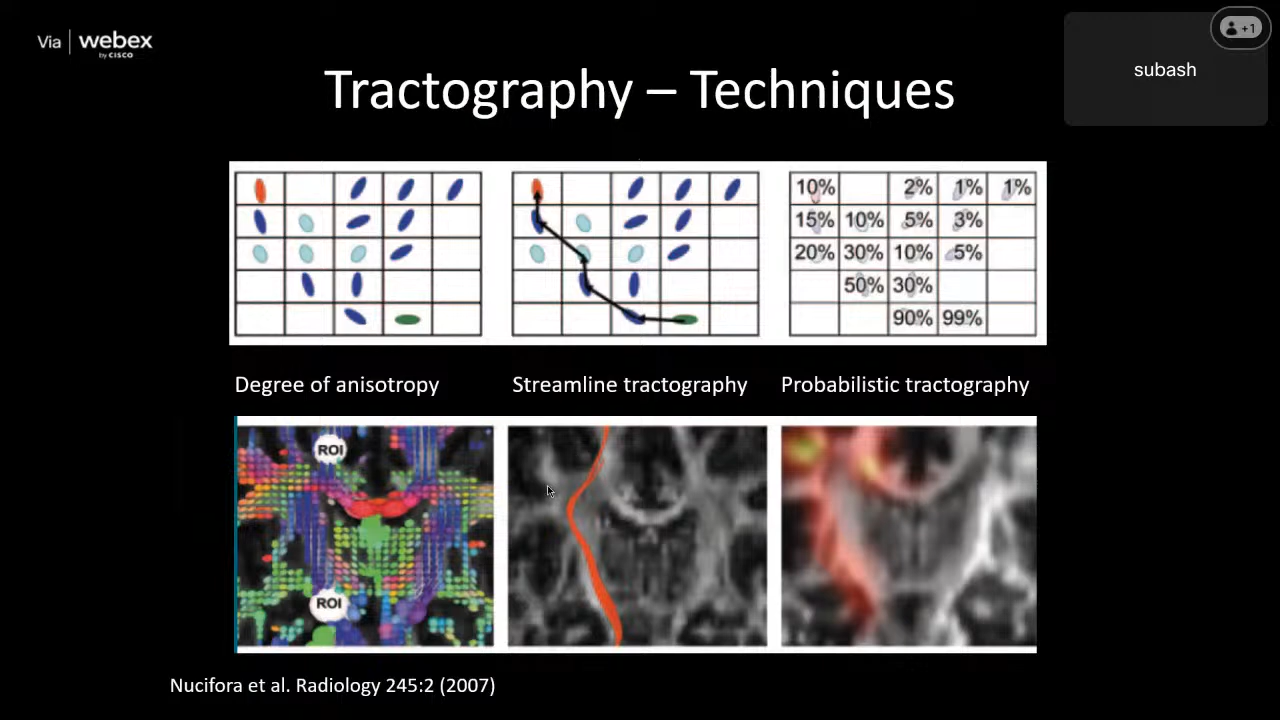 Via webex
by CISCO
+1
subash
Tractography – Techniques
10% 2% 1% 1%
15% 10% 5% 3%
20% 30% 10% 5%
50% 30%
90% 99%
Degree of anisotropy
Streamline tractography
Probabilistic tractography
ROI
ROI
Nucifora et al. Radiology 245:2 (2007)